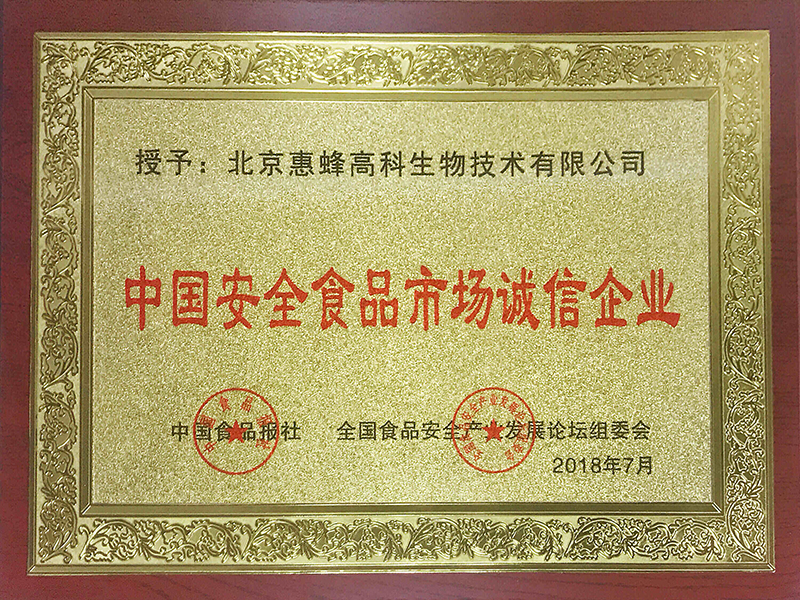 授予：北京惠蜂高科生物技术有限公司
中国安全食品市场诚信企业
中国食品报社 全国食品安全产业发展论坛组委会
2018年7月